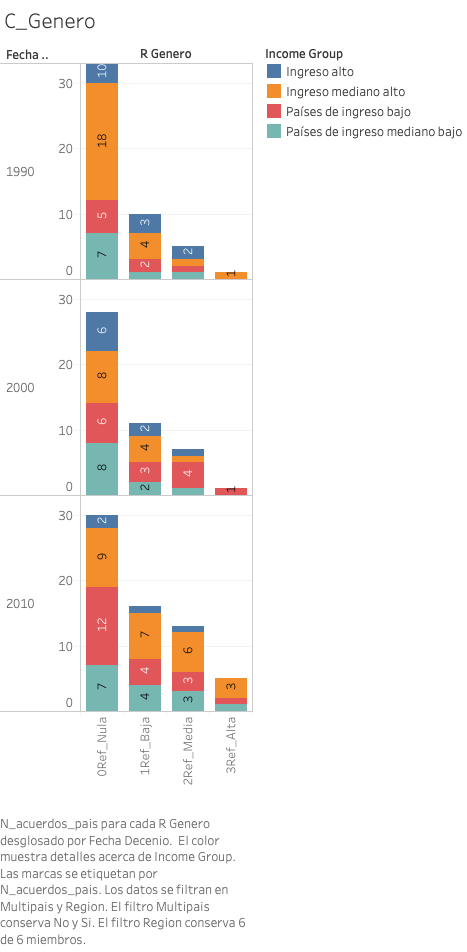 C_Genero
Fecha ..
R Genero
Income Group
Ingreso alto
Ingreso mediano alto
Países de ingreso bajo
Países de ingreso mediano bajo
1990
30
20
10
0
10
18
5
7
3
4
2
2
1
2000
30
20
10
0
6
8
6
8
2
4
3
2
4
1
2010
30
20
10
0
2
9
12
7
7
4
4
6
3
3
3
0Ref_Nula
1Ref_Baja
2Ref_Media
3Ref_Alta
N_acuerdos_pais para cada R Genero
desglosado por Fecha Decenio. El color
muestra detalles acerca de Income Group.
Las marcas se etiquetan por
N_acuerdos_pais. Los datos se filtran en
Multipais y Region. El filtro Multipais
conserva No y Si. El filtro Region conserva 6
de 6 miembros.